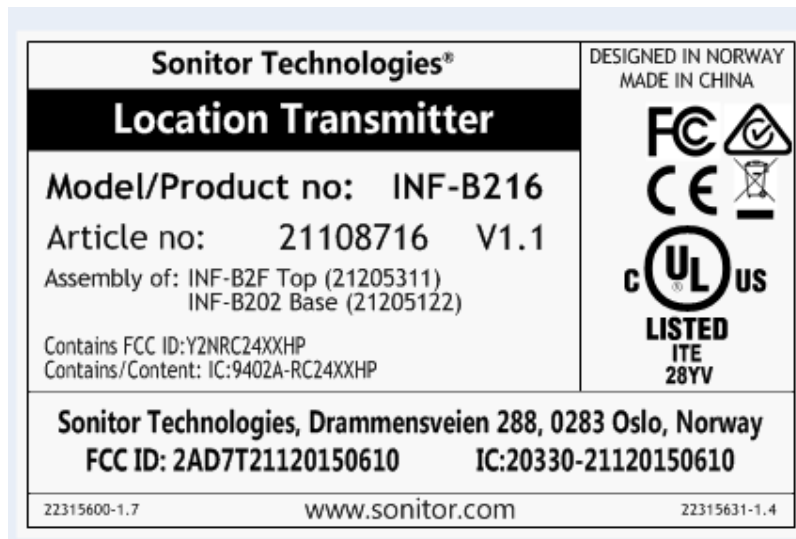 Sonitor Technologies®
Location Transmitter
Model/Product no: INF-B216
Article no: 21108716 V1.1
Assembly of: INF-B2F Top (21205311)
INF-B202 Base (21205122)
Contains FCC ID:Y2NRC24XXHP
Contains/Content: IC:9402A-RC24XXHP
DESIGNED IN NORWAY
MADE IN CHINA
FC
CE
C UL® US
LISTED
ITE
28YV
Sonitor Technologies, Drammensveien 288, 0283 Oslo, Norway
FCC ID: 2AD7T21120150610 IC:20330-21120150610
22315600-1.7 www.sonitor.com 22315631-1.4